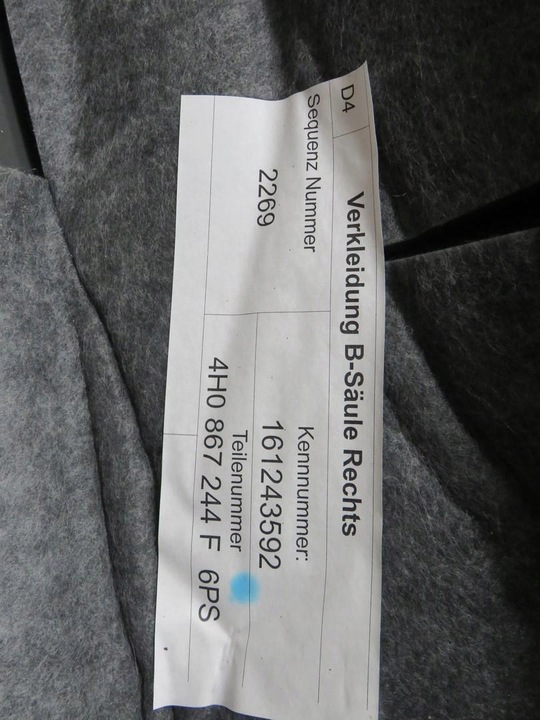 D4
Verkleidung B-Säule Rechts
Sequenz Nummer
2269
Kennnummer:
161243592
Teilenummer
4H0 867 244 F 6PS